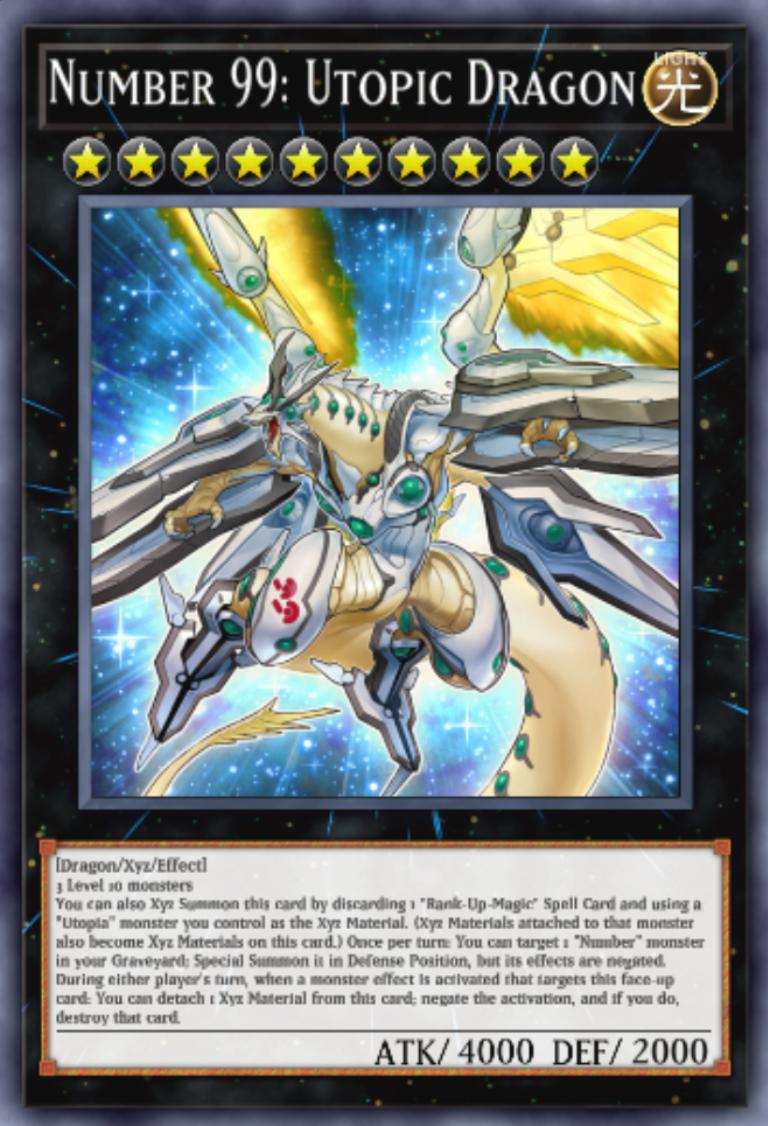 Number 99: Utopic Dragon
LIGHT
光
99
[Dragon/Xyz/Effect]
3 Level 10 monsters
You can also Xyz Summon this card by discarding 1 "Rank-Up-Magic" Spell Card and using a
"Utopia" monster you control as the Xyz Material. (Xyz Materials attached to that monster
also become Xyz Materials on this card.) Once per turn: You can target 1 "Number" monster
in your Graveyard; Special Summon it in Defense Position, but its effects are negated.
During either player's turn, when a monster effect is activated that targets this face-up
card: You can detach 1 Xyz Material from this card; negate the activation, and if you do,
destroy that card.
ATK/ 4000 DEF/ 2000